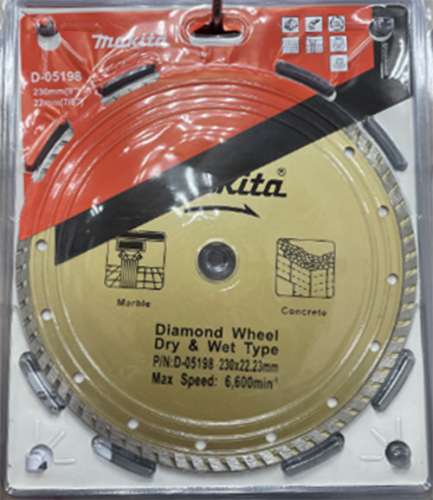 Makita
D-05198
230mm(9")
22mm(7/8")
kita®
Marble
Concrete
Diamond Wheel
Dry & Wet Type
P/N:D-05198 230x22.23mm
Max Speed: 6,600min⁻¹